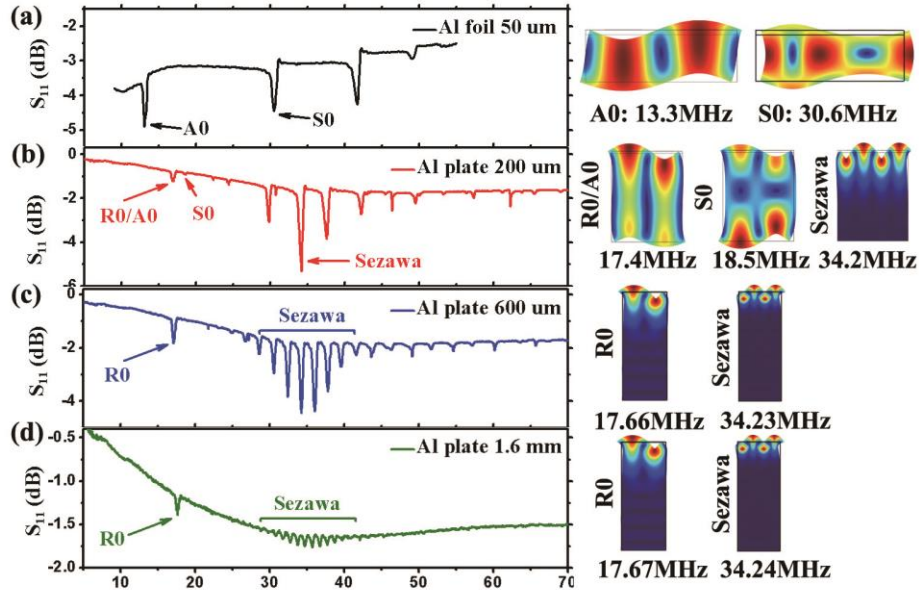 (a)
Al foil 50 um
-2
-3
-4
-5
S11 (dB)
A0
S0
A0: 13.3MHz
S0: 30.6MHz
(b)
Al plate 200 um
0
-2
-4
-6
S11 (dB)
R0/A0
S0
Sezawa
R0/A0
S0
Sezawa
17.4MHz
18.5MHz
34.2MHz
(c)
Al plate 600 um
0
-2
-4
S11 (dB)
Sezawa
R0
R0
Sezawa
17.66MHz
34.23MHz
(d)
Al plate 1.6 mm
-0.5
-1.0
-1.5
-2.0
S11 (dB)
Sezawa
R0
R0
Sezawa
17.67MHz
34.24MHz
10 20 30 40 50 60 70